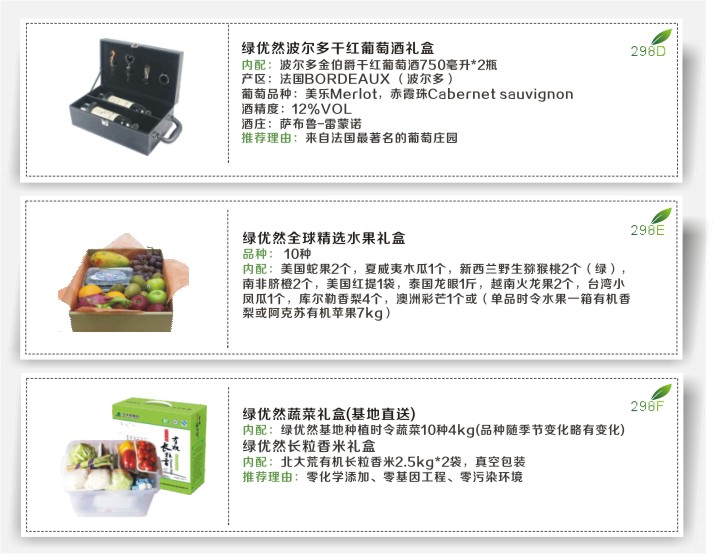 绿优然波尔多干红葡萄酒礼盒
298D
内配：波尔多金伯爵干红葡萄酒750毫升*2瓶
产区：法国BORDEAUX（波尔多）
葡萄品种：美乐Merlot，赤霞珠Cabernet sauvignon
酒精度：12%VOL
酒庄：萨布鲁-雷蒙诺
推荐理由：来自法国最著名的葡萄庄园
绿优然全球精选水果礼盒
298E
品种： 10种
内配：美国蛇果2个，夏威夷木瓜1个，新西兰野生猕猴桃2个（绿），
南非脐橙2个，美国红提1袋，泰国龙眼1斤，越南火龙果2个，台湾小
凤瓜1个，库尔勒香梨4个，澳洲彩芒1个或（单品时令水果一箱有机香
梨或阿克苏有机苹果7kg）
绿优然蔬菜礼盒(基地直送)
298F
内配：绿优然基地种植时令蔬菜10种4kg(品种随季节变化略有变化)
绿优然长粒香米礼盒
内配：北大荒有机长粒香米2.5kg*2袋，真空包装
推荐理由：零化学添加、零基因工程、零污染环境
有机
长粒香